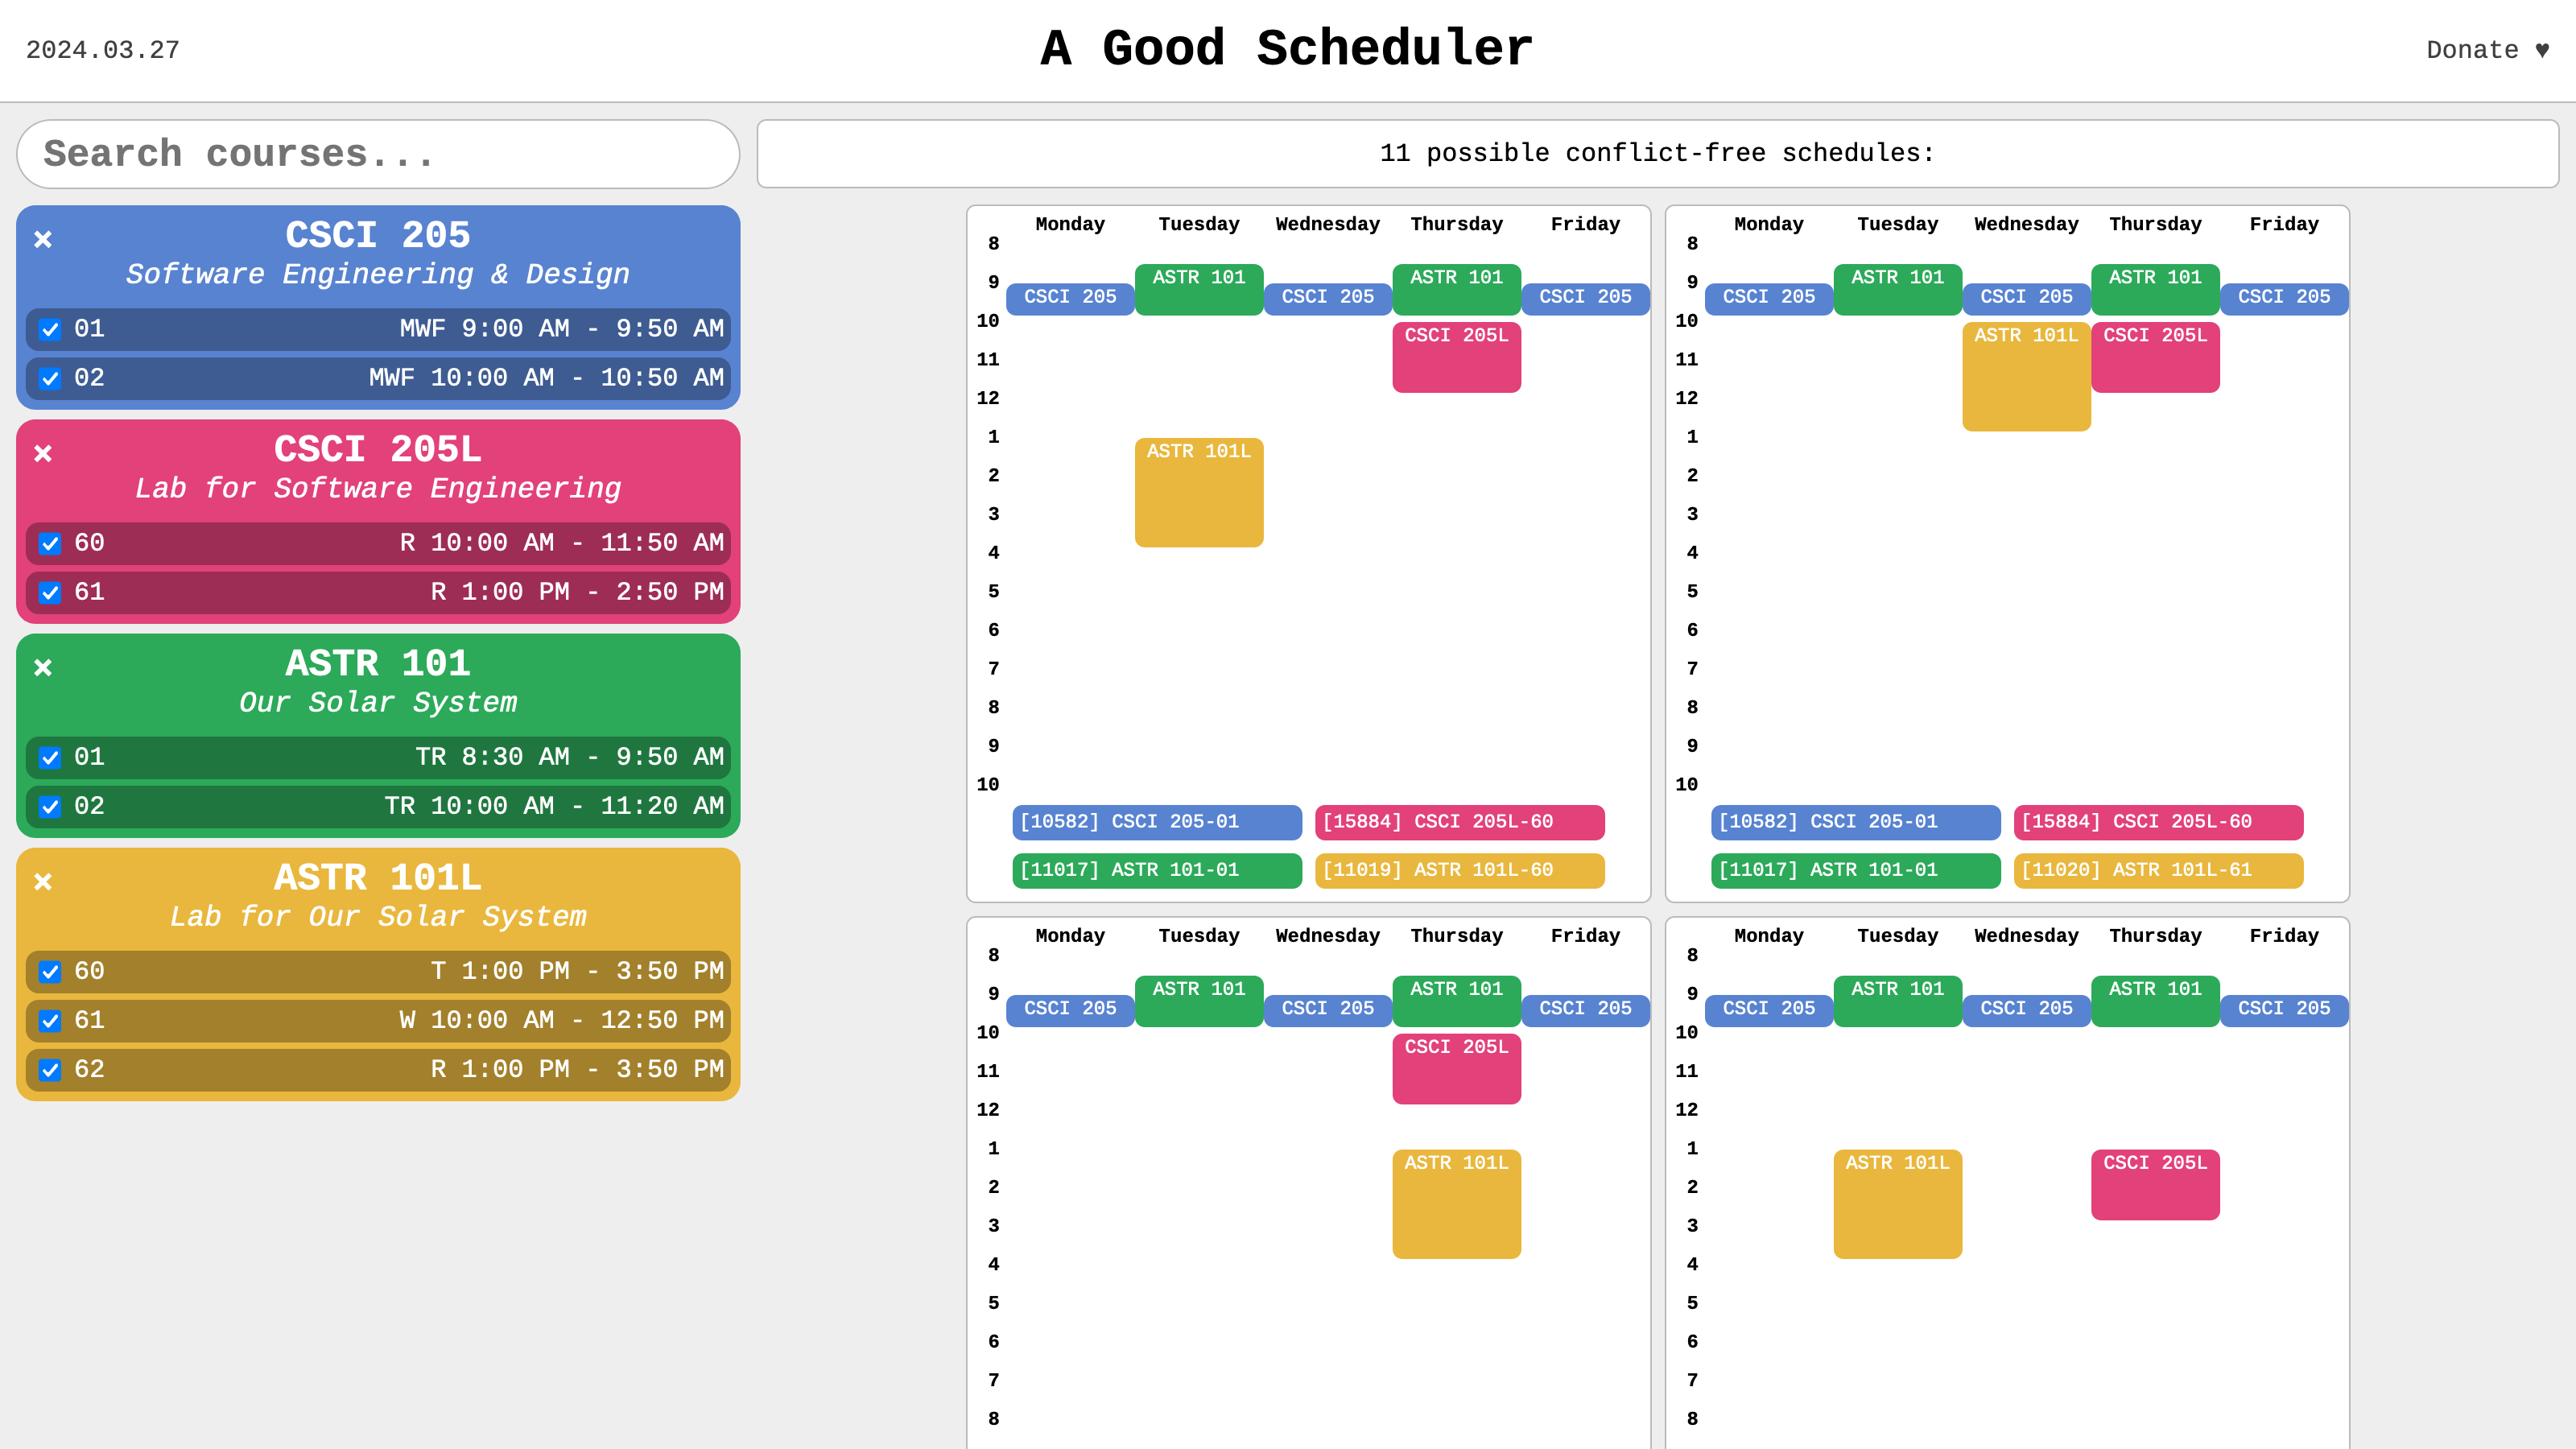 2024.03.27
A Good Scheduler
Donate ♥
Search courses...
11 possible conflict-free schedules:
× CSCI 205
Software Engineering & Design
01 MWF 9:00 AM - 9:50 AM
02 MWF 10:00 AM - 10:50 AM
× CSCI 205L
Lab for Software Engineering
60 R 10:00 AM - 11:50 AM
61 R 1:00 PM - 2:50 PM
× ASTR 101
Our Solar System
01 TR 8:30 AM - 9:50 AM
02 TR 10:00 AM - 11:20 AM
× ASTR 101L
Lab for Our Solar System
60 T 1:00 PM - 3:50 PM
61 W 10:00 AM - 12:50 PM
62 R 1:00 PM - 3:50 PM
Monday Tuesday Wednesday Thursday Friday
8
ASTR 101 ASTR 101
9
CSCI 205 CSCI 205 CSCI 205
10
CSCI 205L
11
12
1
ASTR 101L
2
3
4
5
6
7
8
9
10
[10582] CSCI 205-01 [15884] CSCI 205L-60
[11017] ASTR 101-01 [11019] ASTR 101L-60
Monday Tuesday Wednesday Thursday Friday
8
ASTR 101 ASTR 101
9
CSCI 205 CSCI 205 CSCI 205
10
ASTR 101L CSCI 205L
11
12
1
2
3
4
5
6
7
8
9
10
[10582] CSCI 205-01 [15884] CSCI 205L-60
[11017] ASTR 101-01 [11020] ASTR 101L-61
Monday Tuesday Wednesday Thursday Friday
8
ASTR 101 ASTR 101
9
CSCI 205 CSCI 205 CSCI 205
10
CSCI 205L
11
12
1
ASTR 101L
2
3
4
5
6
7
8
Monday Tuesday Wednesday Thursday Friday
8
ASTR 101 ASTR 101
9
CSCI 205 CSCI 205 CSCI 205
10
11
12
1
ASTR 101L CSCI 205L
2
3
4
5
6
7
8